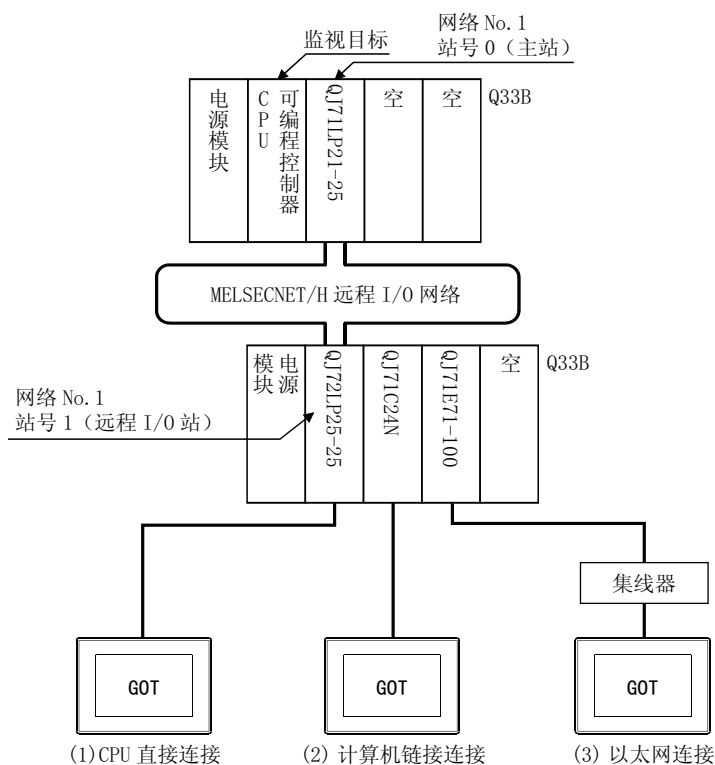 网络 No.1
站号 0（主站）
监视目标
电源模块
可编程控制器
CPU
QJ71LP21-25
空
空
Q33B
MELSECNET/H 远程 I/O 网络
电源
模块
QJ72LP25-25
QJ71C24N
QJ71E71-100
空
Q33B
网络 No.1
站号 1（远程 I/O 站）
集线器
GOT
GOT
GOT
(1)CPU 直接连接
(2) 计算机链接连接
(3) 以太网连接